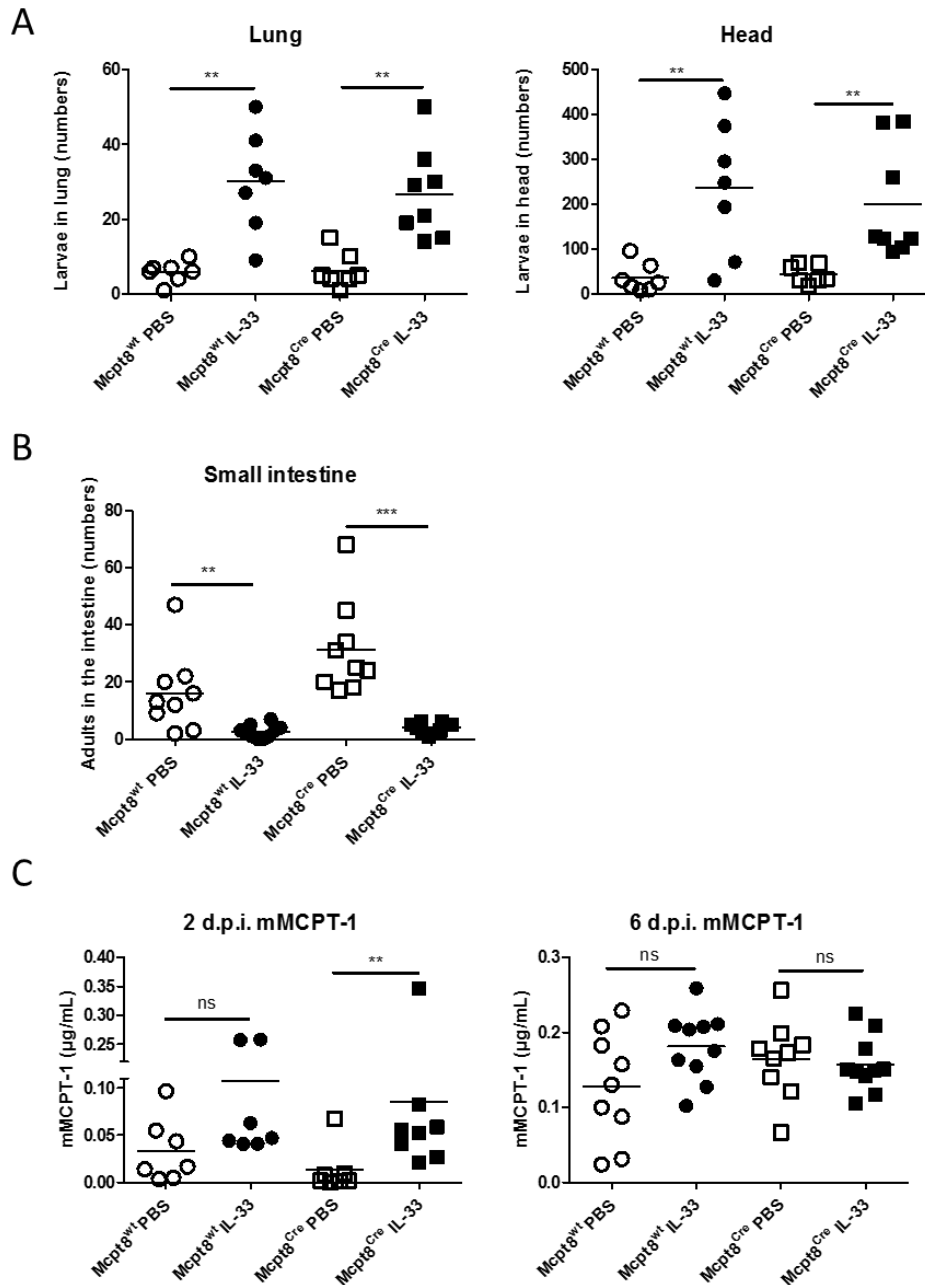 A
Lung
Larvae in lung (numbers)
60
40
20
0
**
**
Mcpt8wt PBS
Mcpt8wt IL-33
Mcpt8Cre PBS
Mcpt8Cre IL-33
Head
Larvae in head (numbers)
500
400
300
200
100
0
**
**
Mcpt8wt PBS
Mcpt8wt IL-33
Mcpt8Cre PBS
Mcpt8Cre IL-33
B
Small intestine
Adults in the intestine (numbers)
80
60
40
20
0
**
***
Mcpt8wt PBS
Mcpt8wt IL-33
Mcpt8Cre PBS
Mcpt8Cre IL-33
C
2 d.p.i. mMCPT-1
mMCPT-1 (µg/mL)
0.40
0.35
0.30
0.25
0.10
0.05
0.00
ns
**
Mcpt8wt PBS
Mcpt8wt IL-33
Mcpt8Cre PBS
Mcpt8Cre IL-33
6 d.p.i. mMCPT-1
mMCPT-1 (µg/mL)
0.3
0.2
0.1
0.0
ns
ns
Mcpt8wt PBS
Mcpt8wt IL-33
Mcpt8Cre PBS
Mcpt8Cre IL-33